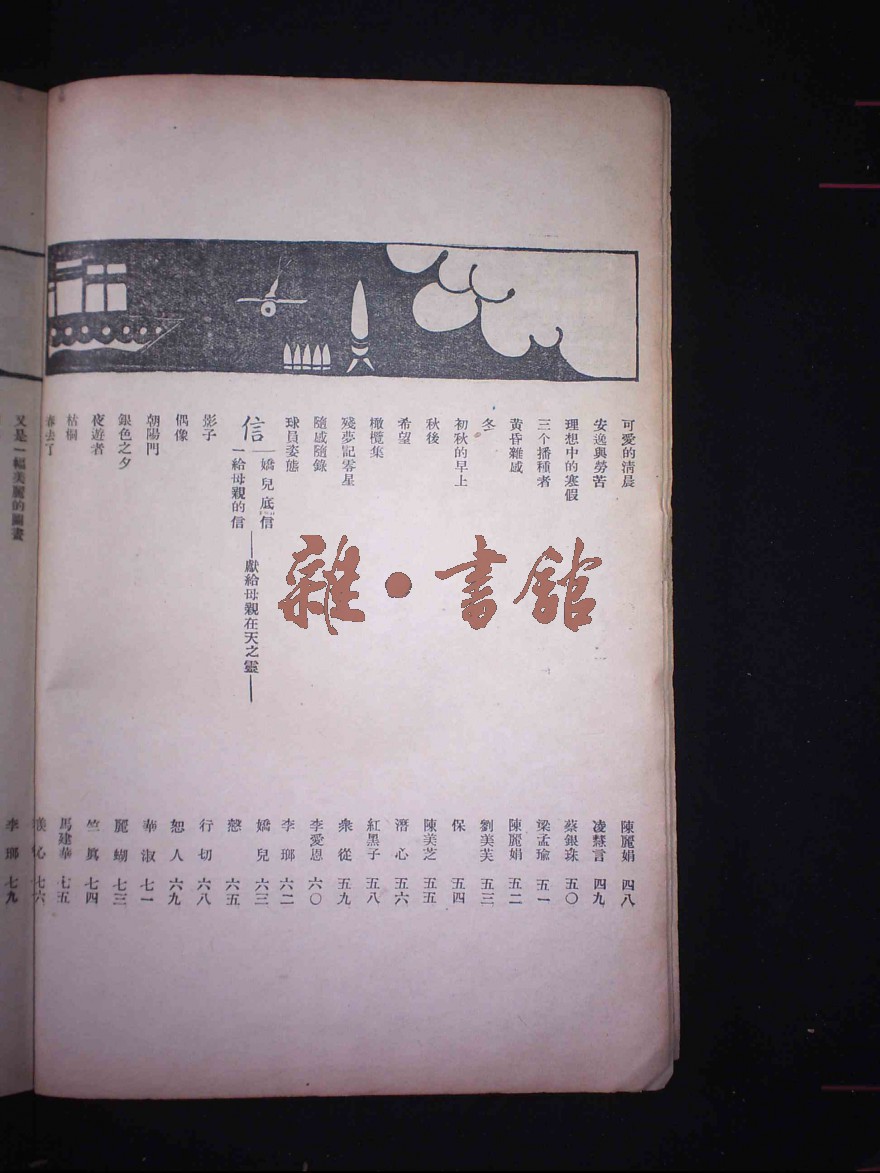 可愛的淸晨 陳麗娟 四八
安逸與勞苦 凌慧言 四九
理想中的寒假 蔡銀珠 五〇
三个播種者 梁孟瑜 五一
黃昏雜感 陳麗娟 五二
冬 劉美芙 五三
初秋的早上 保 五四
秋後 陳美芝 五五
希望 潛心 五六
橄欖集 紅黑子 五八
殘夢記零星 衆從 五九
隨感隨錄 李愛恩 六〇
球員姿態 李瑯 六二
信
嬌兒底信 嬌兒 六三
給母親的信——獻給母親在天之靈—— 慜 六五
影子 行切 六八
偶像 恕人 六九
朝陽門 華淑 七一
銀色之夕 麗蝴 七三
夜遊者 竺眞 七四
枯桐 馬建華 七五
春去了 心 七六
又是一幅美麗的圖畫 李瑯 七九
雜·書舘